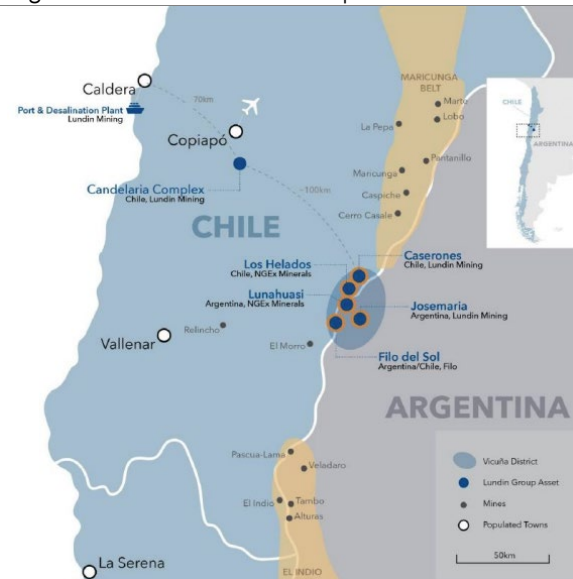 MARICUNGA
BELT
Caldera
70km
Port & Desalination Plant
Lundin Mining
Marte
Lobo
La Pepa
CHILE
ARGENTINA
Copiapó
Pantanillo
Maricunga
Candelaria Complex
Chile, Lundin Mining
~100km
Caspiche
Cerro Casale
CHILE
Caserones
Chile, Lundin Mining
Los Helados
Chile, NGEx Minerals
Lunahuasi
Argentina, NGEx Minerals
Josemaria
Argentina, Lundin Mining
Relincho
Vallenar
El Morro
Filo del Sol
Argentina/Chile, Filo
ARGENTINA
Pascua-Lama
Veladaro
El Indio
Tambo
Alturas
Vicuña District
Lundin Group Asset
Mines
Populated Towns
50km
La Serena
EL INDIO